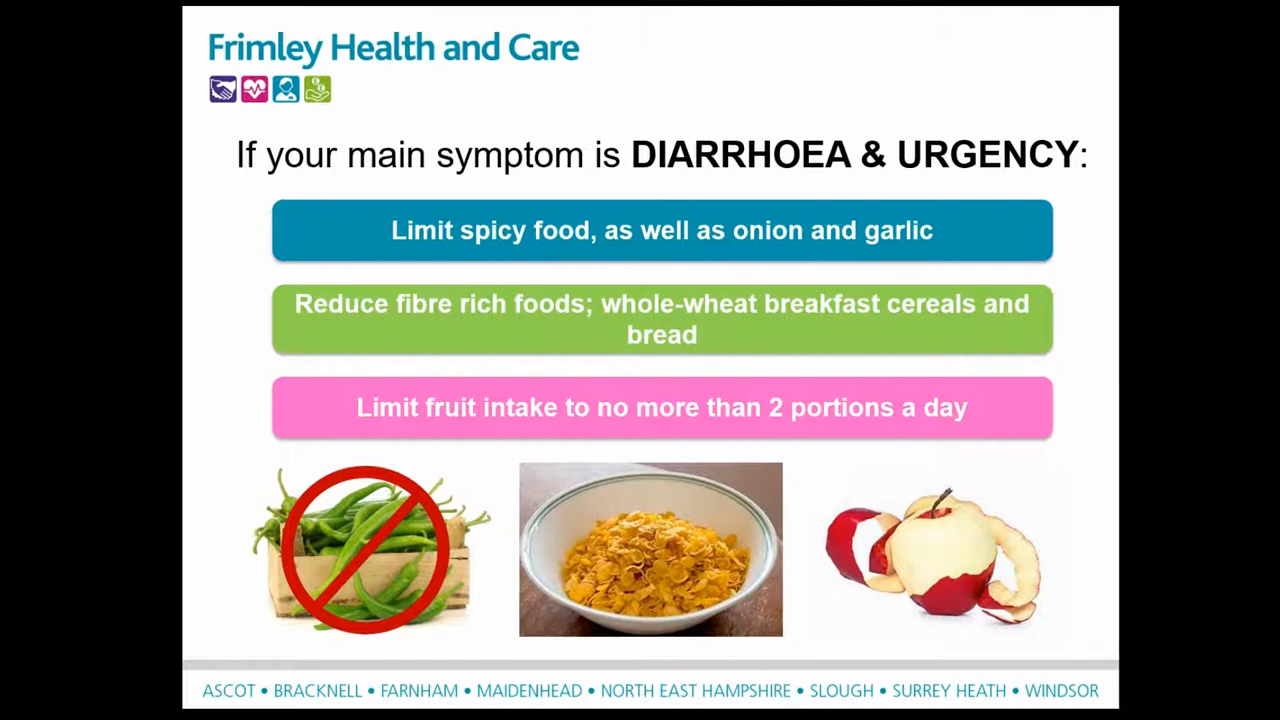 Frimley Health and Care
If your main symptom is DIARRHOEA & URGENCY:
Limit spicy food, as well as onion and garlic
Reduce fibre rich foods; whole-wheat breakfast cereals and
bread
Limit fruit intake to no more than 2 portions a day
ASCOT • BRACKNELL • FARNHAM • MAIDENHEAD • NORTH EAST HAMPSHIRE • SLOUGH • SURREY HEATH • WINDSOR